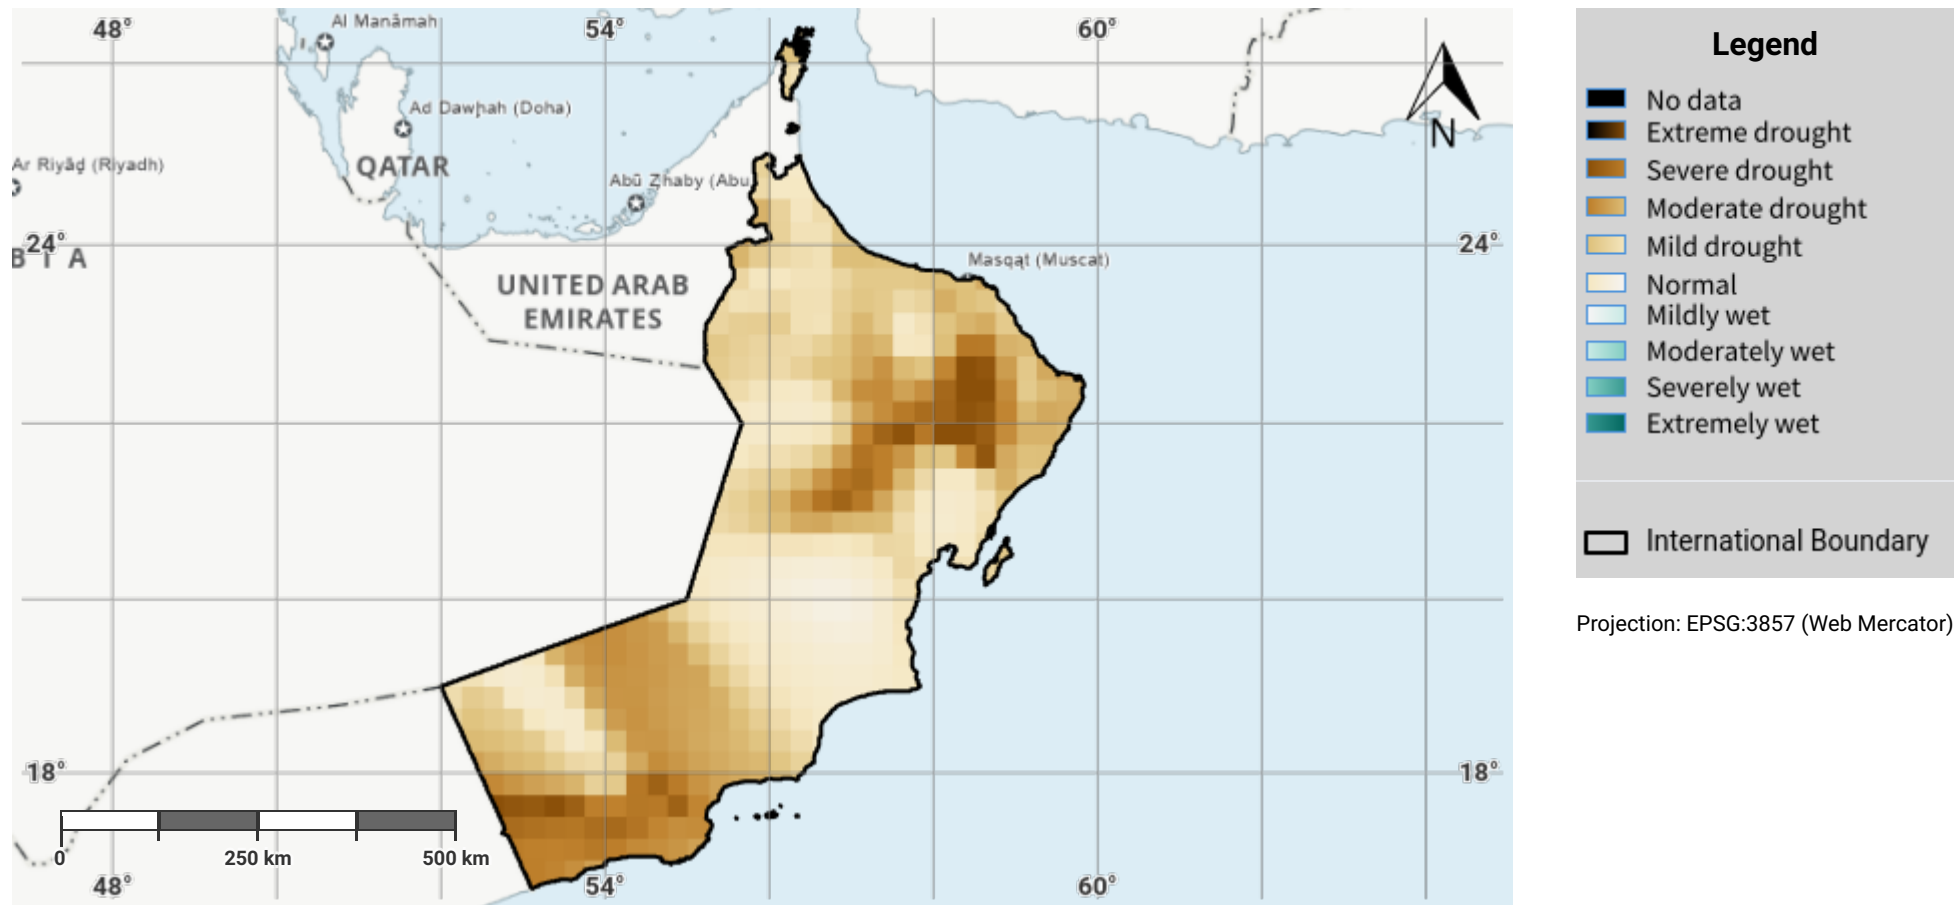 48°
54°
60°
Al Manāmah
Ad Dawḩah (Doha)
Ar Riyāḑ (Riyadh)
QATAR
Abū Z̧haby (Abu
24°
24°
B I A
Masqaţ (Muscat)
UNITED ARAB
EMIRATES
18°
18°
0
250 km
500 km
48°
54°
60°
N
Legend
No data
Extreme drought
Severe drought
Moderate drought
Mild drought
Normal
Mildly wet
Moderately wet
Severely wet
Extremely wet
International Boundary
Projection: EPSG:3857 (Web Mercator)